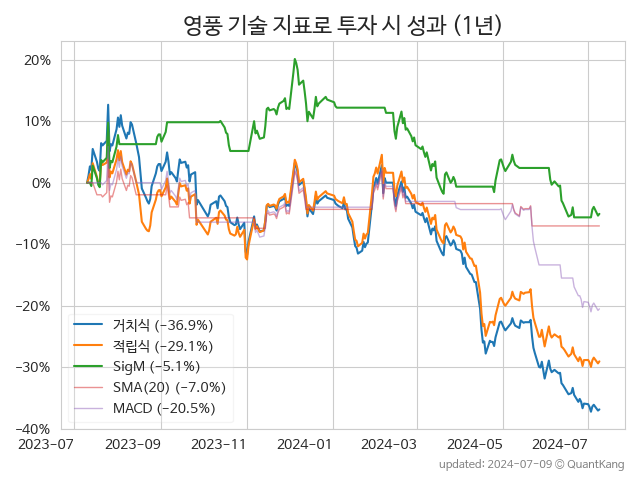 영풍 기술 지표로 투자 시 성과 (1년)
20%
10%
0%
−10%
−20%
−30%
−40%
거치식 (−36.9%)
적립식 (−29.1%)
SigM (−5.1%)
SMA(20) (−7.0%)
MACD (−20.5%)
2023-07 2023-09 2023-11 2024-01 2024-03 2024-05 2024-07
updated: 2024-07-09 © QuantKang